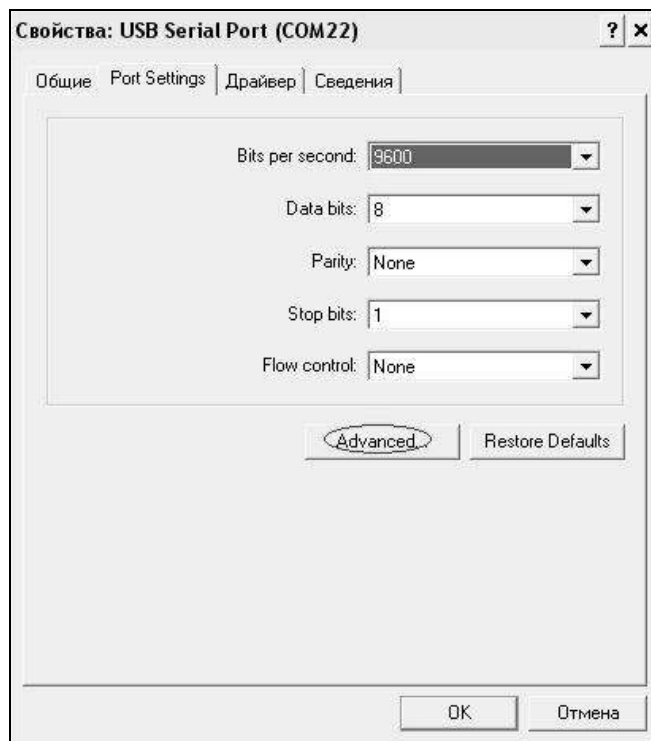 Свойства: USB Serial Port (COM22)
? ×
Общие Port Settings Драйвер Сведения
Bits per second: 9600
Data bits: 8
Parity: None
Stop bits: 1
Flow control: None
Advanced... Restore Defaults
OK Отмена